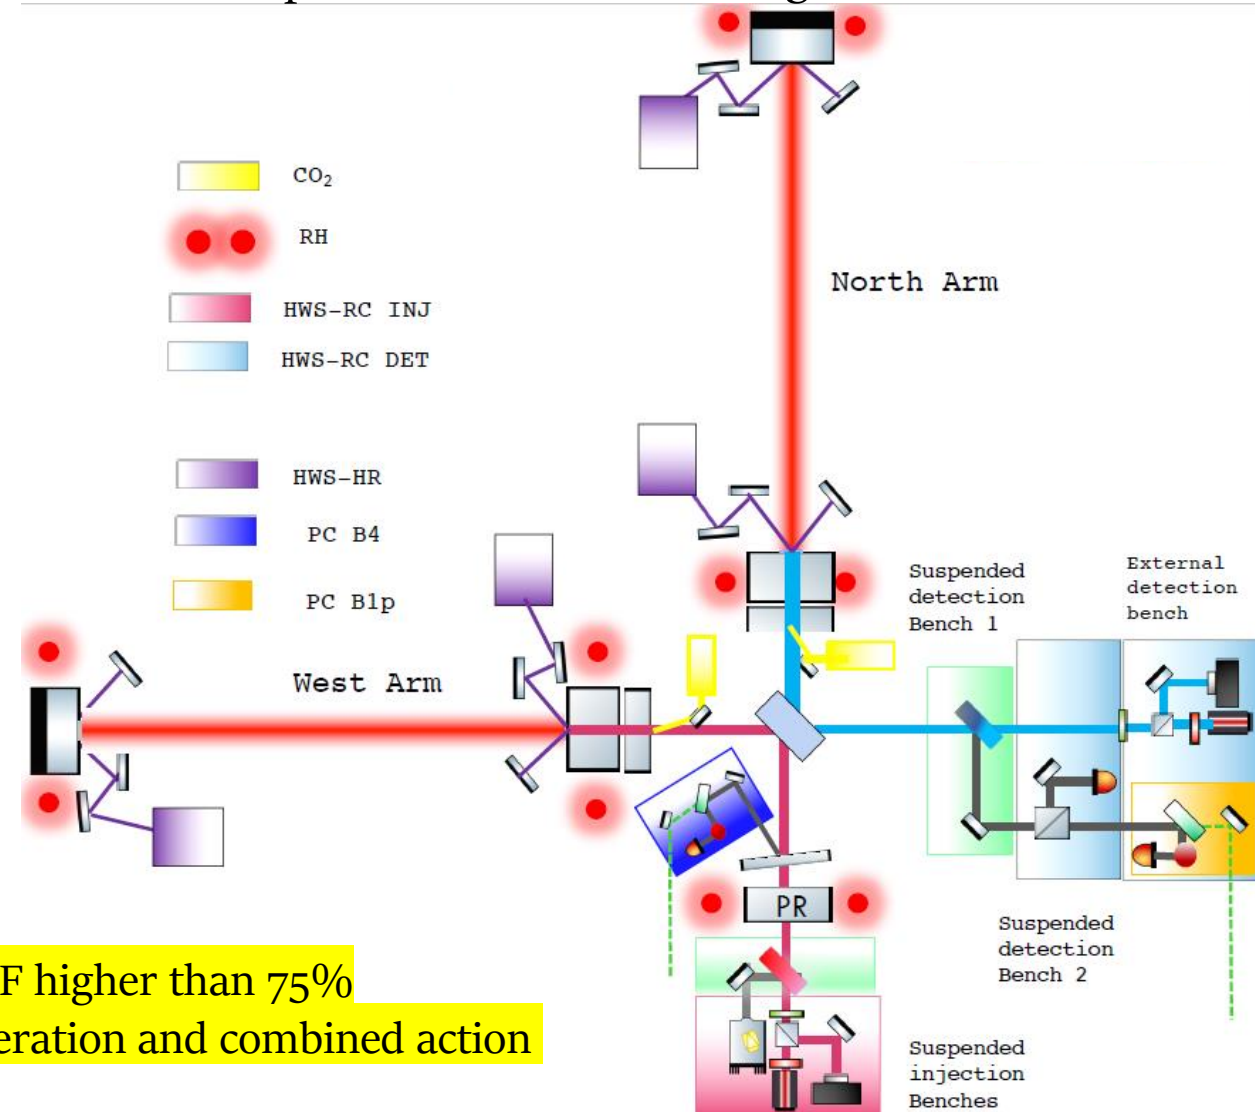 CO₂
RH
HWS-RC INJ
HWS-RC DET
HWS-HR
PC B4
PC B1p
North Arm
West Arm
Suspended
detection
Bench 1
External
detection
bench
PR
Suspended
detection
Bench 2
F higher than 75%
eration and combined action
Suspended
injection
Benches